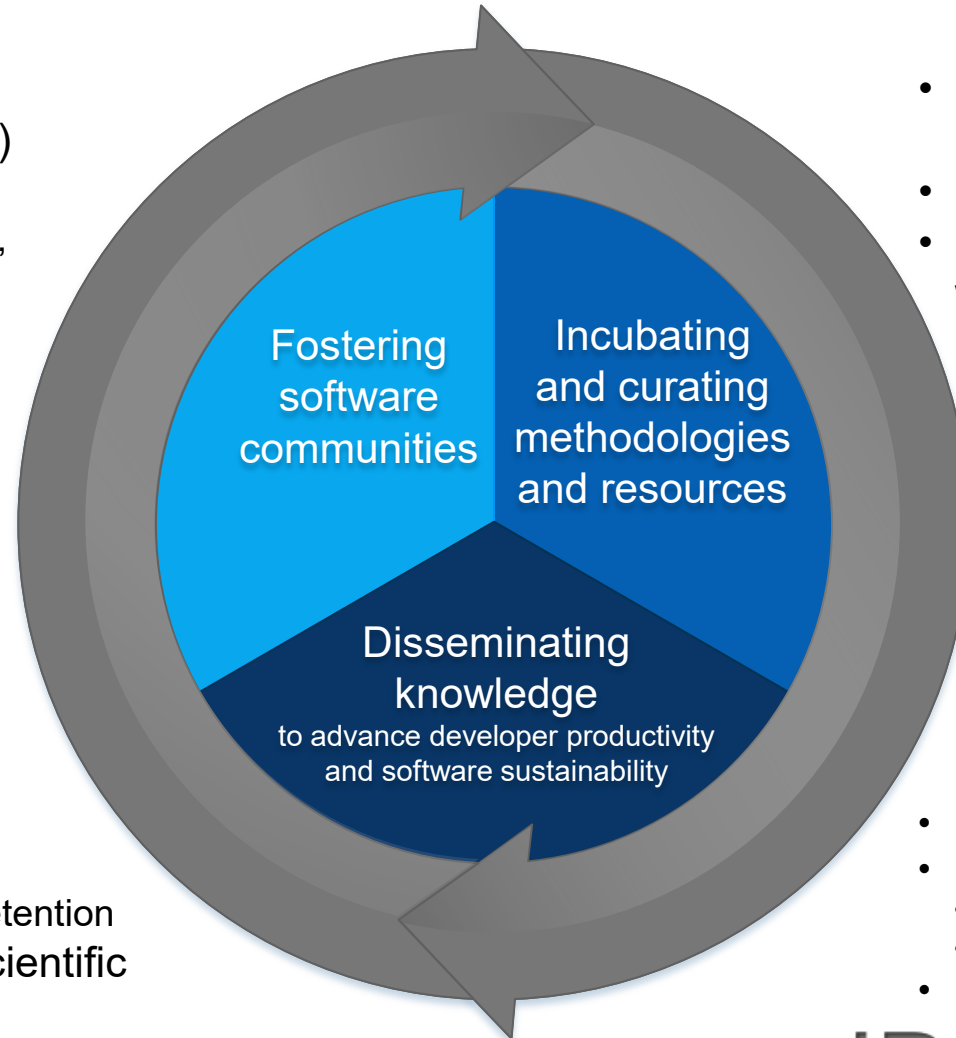 )
,
Fostering
software
communities
Incubating
and curating
methodologies
and resources
Disseminating
knowledge
to advance developer productivity
and software sustainability
etention
cientific